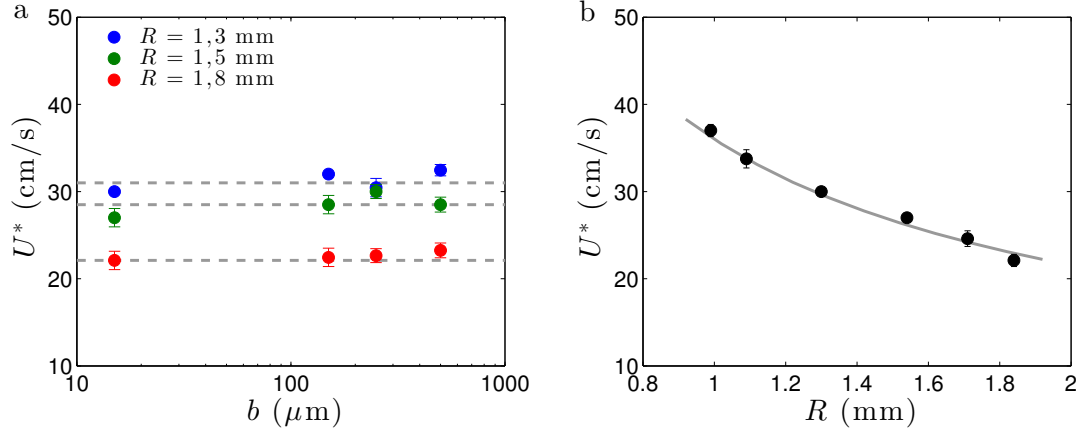 a
50
40
30
20
10
U* (cm/s)
R = 1,3 mm
R = 1,5 mm
R = 1,8 mm
10
100
1000
b (μm)
b
50
40
30
20
10
U* (cm/s)
0.8
1
1.2
1.4
1.6
1.8
2
R (mm)